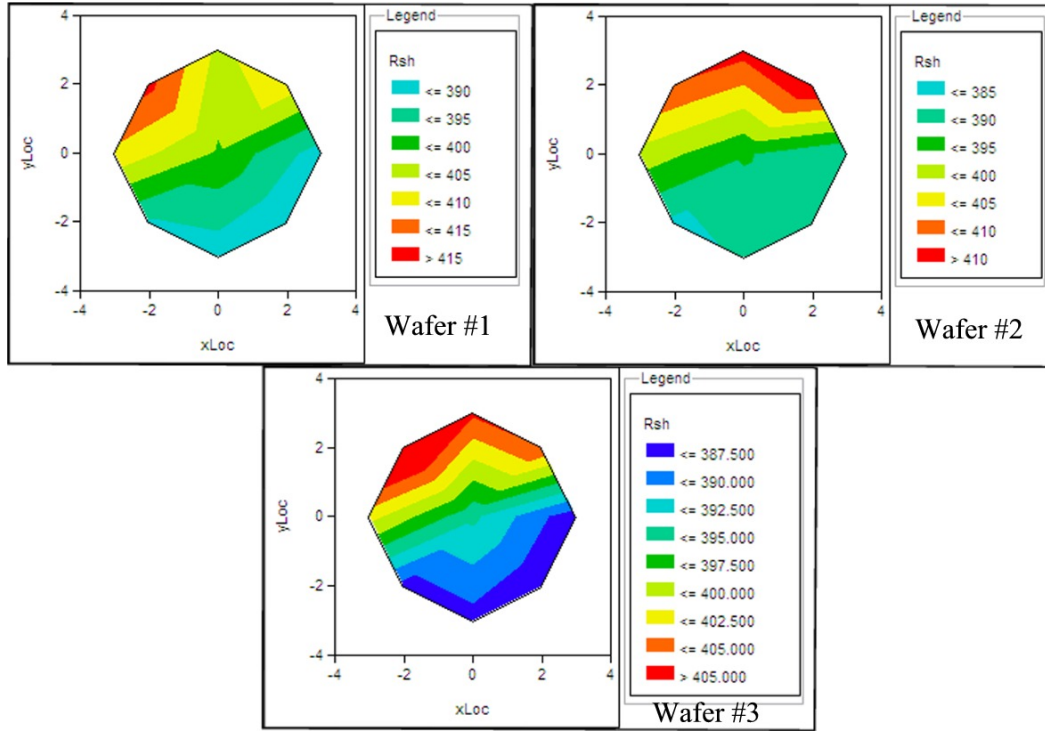 Legend
Rsh
<= 390
<= 395
<= 400
<= 405
<= 410
<= 415
> 415
4
2
0
-2
-4
yLoc
-4 -2 0 2 4
xLoc
Wafer #1
Legend
Rsh
<= 385
<= 390
<= 395
<= 400
<= 405
<= 410
> 410
4
2
0
-2
-4
yLoc
-4 -2 0 2 4
xLoc
Wafer #2
Legend
Rsh
<= 387.500
<= 390.000
<= 392.500
<= 395.000
<= 397.500
<= 400.000
<= 402.500
<= 405.000
> 405.000
4
2
0
-2
-4
yLoc
-4 -2 0 2 4
xLoc
Wafer #3